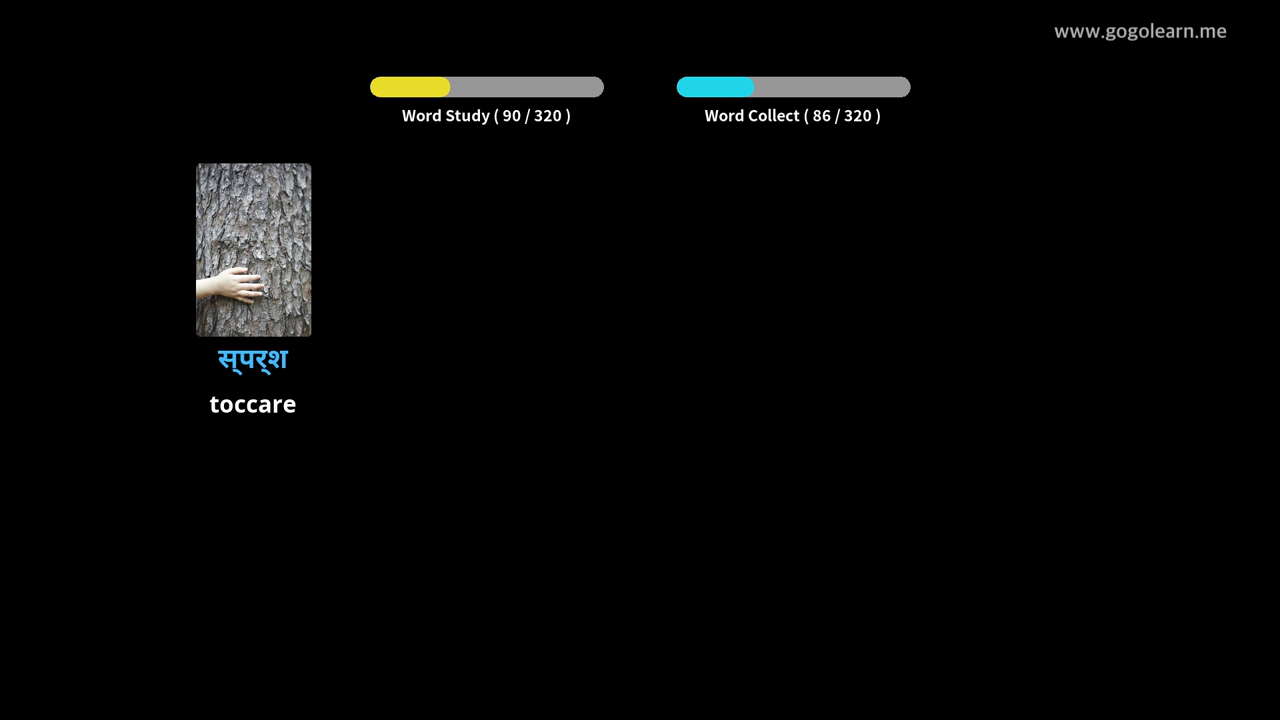 www.gogolearn.me
Word Study ( 90 / 320 )
Word Collect ( 86 / 320 )
स्पर्श
toccare